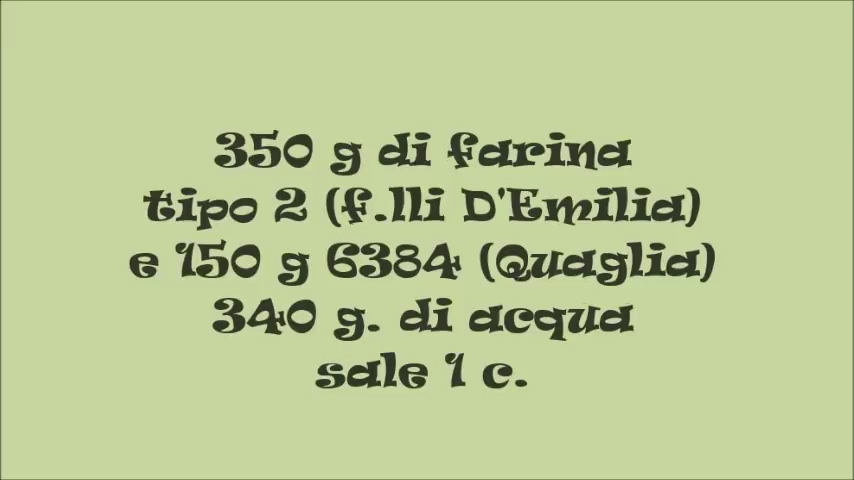 350 g di farina
tipo 2 (f.lli D'Emilia)
e 150 g 6384 (Quaglia)
340 g. di acqua
sale 1 c.